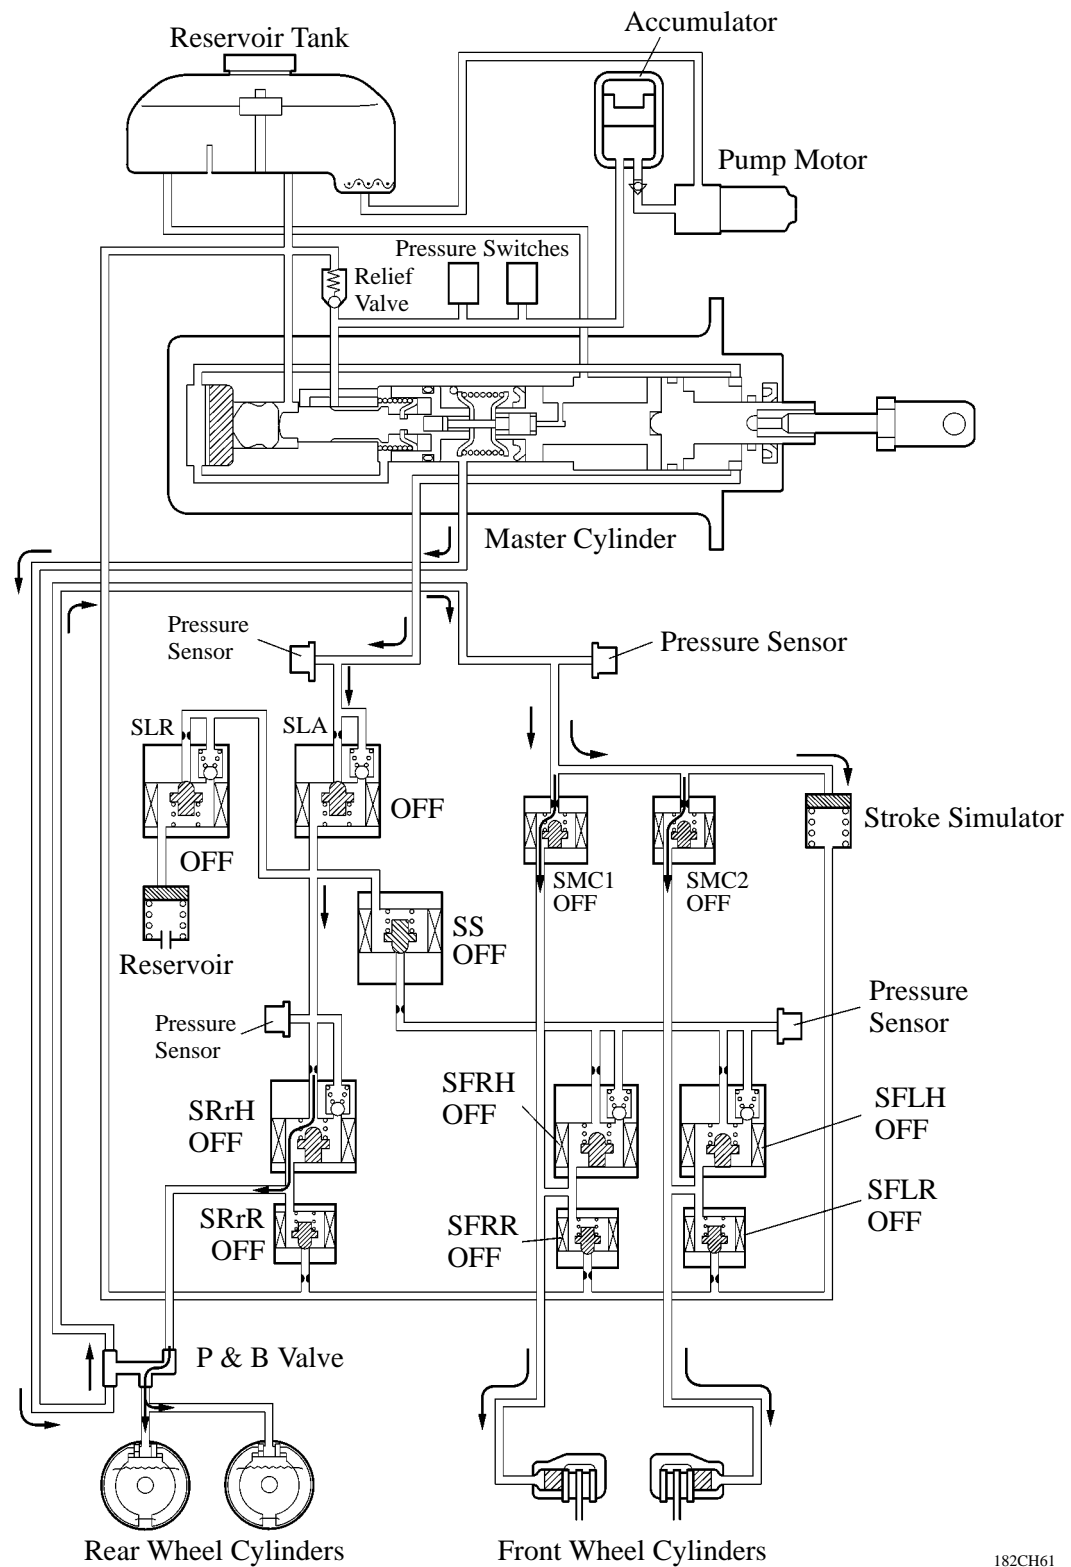 Accumulator
Reservoir Tank
Pump Motor
Pressure Switches
Relief
Valve
Master Cylinder
Pressure
Sensor
Pressure Sensor
SLR
SLA
OFF
OFF
Stroke Simulator
SMC1
OFF
SMC2
OFF
SS
OFF
Reservoir
Pressure
Sensor
Pressure
Sensor
SRrH
OFF
SFRH
OFF
SFLH
OFF
SRrR
OFF
SFRR
OFF
SFLR
OFF
P & B Valve
Rear Wheel Cylinders
Front Wheel Cylinders
182CH61